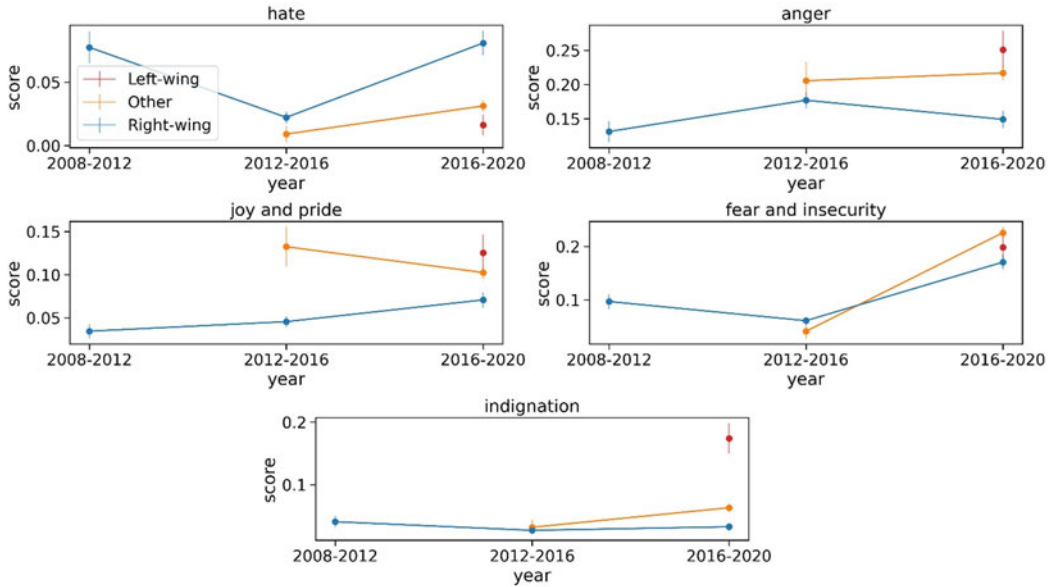 hate
score
0.05
0.00
Left-wing
Other
Right-wing
2008-2012 2012-2016 2016-2020
year
anger
score
0.25
0.20
0.15
2008-2012 2012-2016 2016-2020
year
joy and pride
score
0.15
0.10
0.05
2008-2012 2012-2016 2016-2020
year
fear and insecurity
score
0.2
0.1
2008-2012 2012-2016 2016-2020
year
indignation
score
0.2
0.1
2008-2012 2012-2016 2016-2020
year